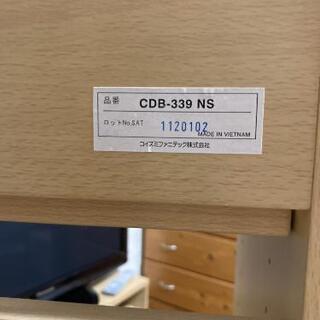 品番 CDB-339 NS
ロットNo.SAT 1120102
MADE IN VIETNAM
コイズミファニテック株式会社